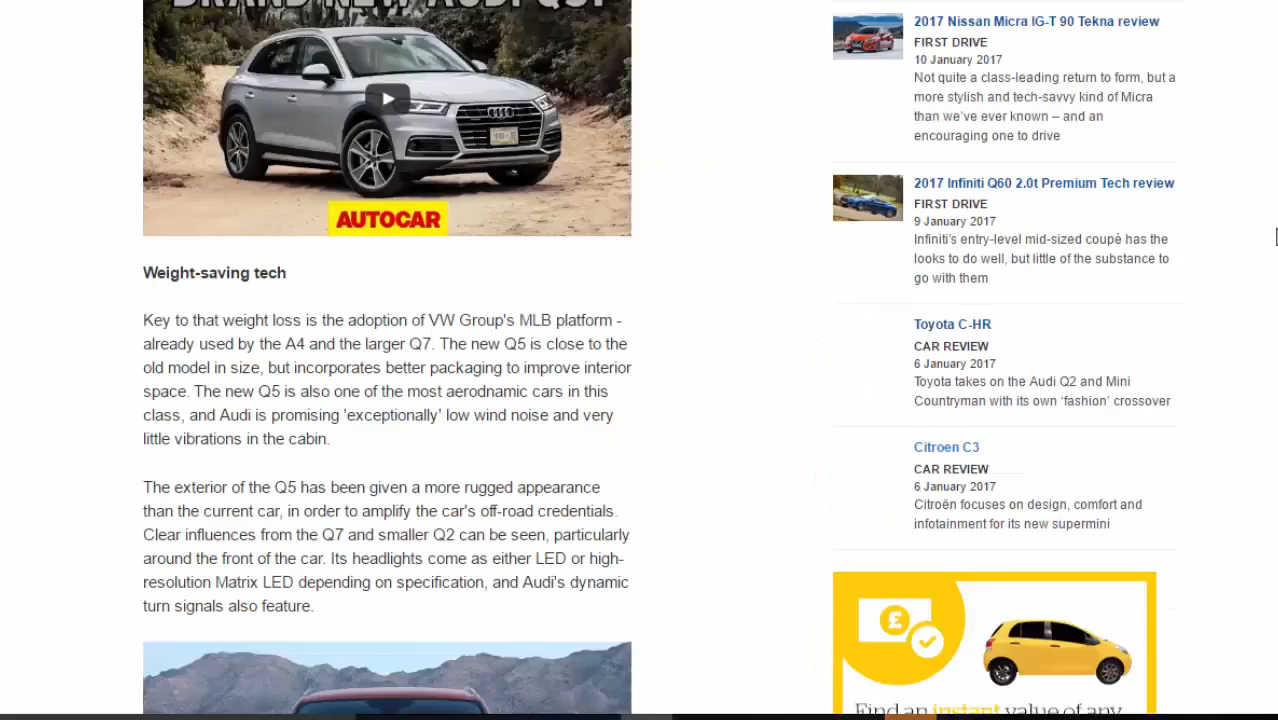 BRAND NEW AUDI Q5!
AUTOCAR
Weight-saving tech
Key to that weight loss is the adoption of VW Group's MLB platform -
already used by the A4 and the larger Q7. The new Q5 is close to the
old model in size, but incorporates better packaging to improve interior
space. The new Q5 is also one of the most aerodnamic cars in this
class, and Audi is promising 'exceptionally' low wind noise and very
little vibrations in the cabin.
The exterior of the Q5 has been given a more rugged appearance
than the current car, in order to amplify the car's off-road credentials.
Clear influences from the Q7 and smaller Q2 can be seen, particularly
around the front of the car. Its headlights come as either LED or high-
resolution Matrix LED depending on specification, and Audi's dynamic
turn signals also feature.
2017 Nissan Micra IG-T 90 Tekna review
FIRST DRIVE
10 January 2017
Not quite a class-leading return to form, but a
more stylish and tech-savvy kind of Micra
than we've ever known – and an
encouraging one to drive
2017 Infiniti Q60 2.0t Premium Tech review
FIRST DRIVE
9 January 2017
Infiniti's entry-level mid-sized coupé has the
looks to do well, but little of the substance to
go with them
Toyota C-HR
CAR REVIEW
6 January 2017
Toyota takes on the Audi Q2 and Mini
Countryman with its own 'fashion' crossover
Citroen C3
CAR REVIEW
6 January 2017
Citroën focuses on design, comfort and
infotainment for its new supermini
£
Find an instant value of any